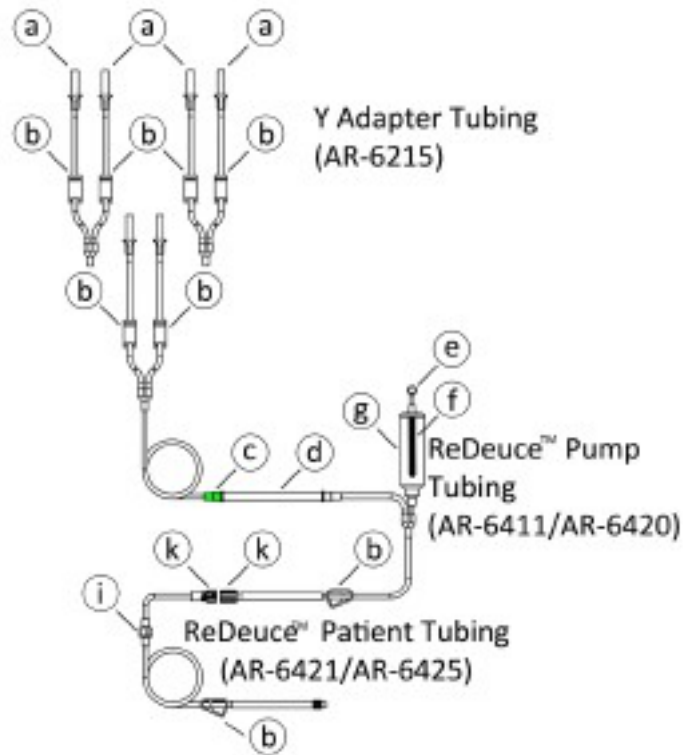 a a a
Y Adapter Tubing
(AR-6215)
b b b
b b
e
g f
ReDeuce™ Pump
Tubing
(AR-6411/AR-6420)
c d
k k b
i
ReDeuce™ Patient Tubing
(AR-6421/AR-6425)
b